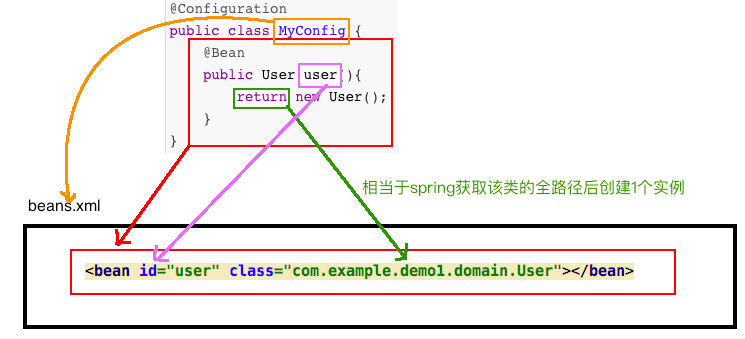 @Configuration
public class MyConfig {
@Bean
public User user(){
return new User();
}
}
相当于spring获取该类的全路径后创建1个实例
beans.xml
<bean id="user" class="com.example.demo1.domain.User"></bean>